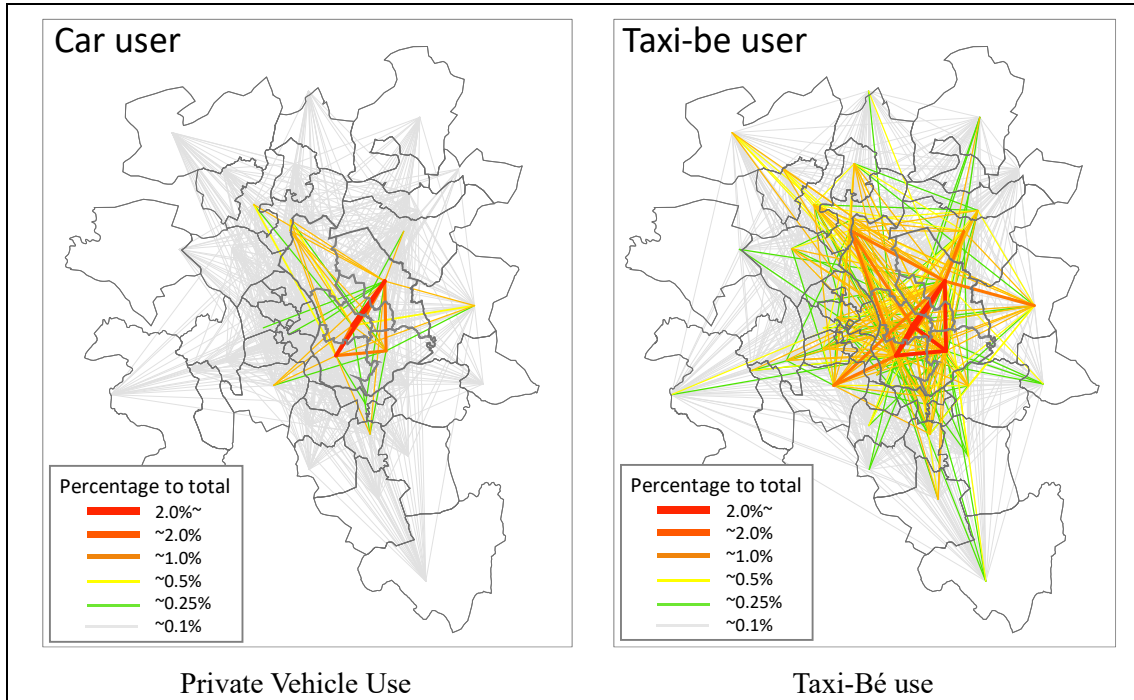 Car user
Percentage to total
2.0%~
~2.0%
~1.0%
~0.5%
~0.25%
~0.1%
Private Vehicle Use
Taxi-be user
Percentage to total
2.0%~
~2.0%
~1.0%
~0.5%
~0.25%
~0.1%
Taxi-Bé use